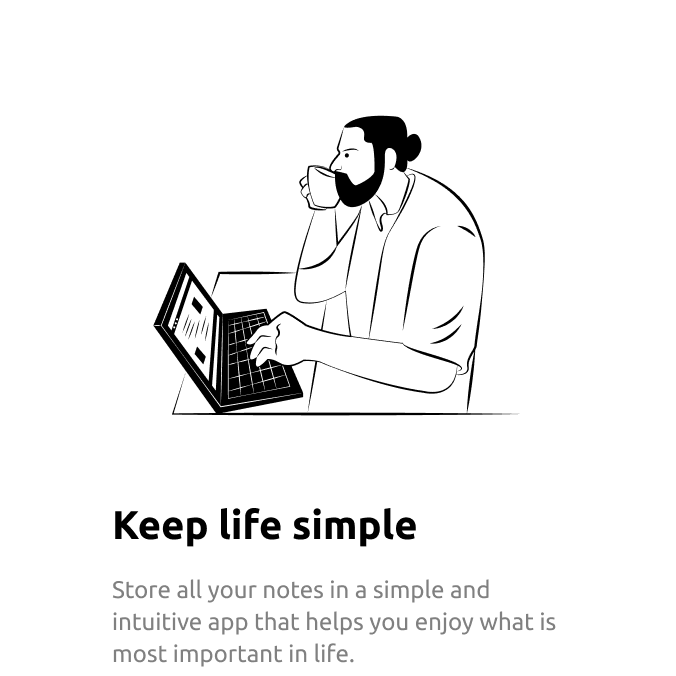 Keep life simple
Store all your notes in a simple and
intuitive app that helps you enjoy what is
most important in life.